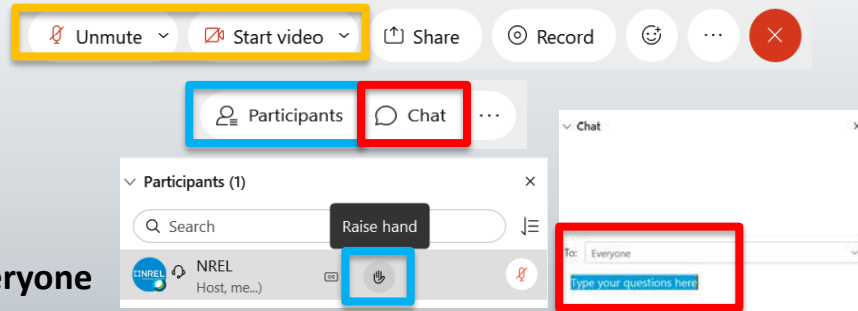 Unmute Start video Share Record
Participants Chat
Chat
Participants (1)
Search
Raise hand
To: Everyone
NREL NREL
Host, me...)
Type your questions here
eryone